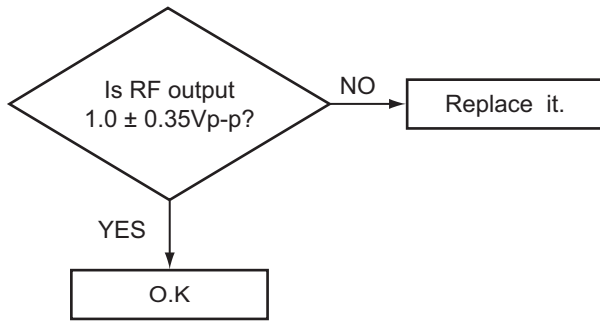 Is RF output
1.0 ± 0.35Vp-p?
NO
Replace it.
YES
O.K